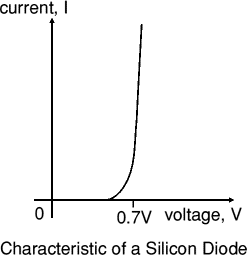 current, I
0
0.7V
voltage, V
Characteristic of a Silicon Diode